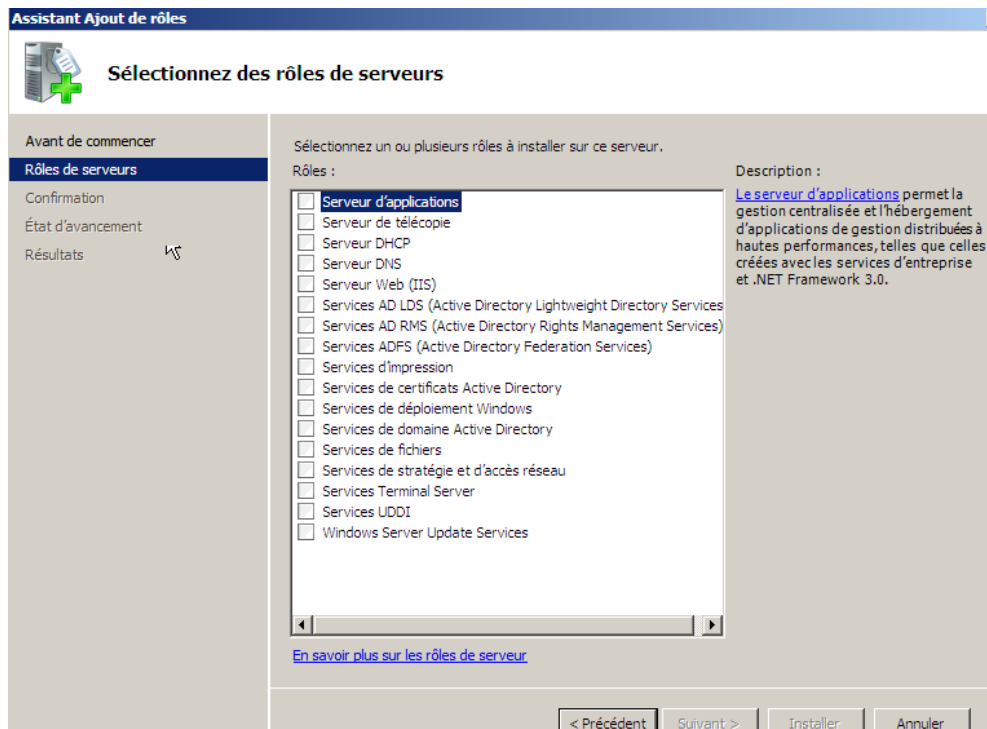 Assistant Ajout de rôles
Sélectionnez des rôles de serveurs
Avant de commencer
Rôles de serveurs
Confirmation
État d'avancement
Résultats
Sélectionnez un ou plusieurs rôles à installer sur ce serveur.
Rôles :
Serveur d'applications
Serveur de télécopie
Serveur DHCP
Serveur DNS
Serveur Web (IIS)
Services AD LDS (Active Directory Lightweight Directory Services
Services AD RMS (Active Directory Rights Management Services)
Services ADFS (Active Directory Federation Services)
Services d'impression
Services de certificats Active Directory
Services de déploiement Windows
Services de domaine Active Directory
Services de fichiers
Services de stratégie et d'accès réseau
Services Terminal Server
Services UDDI
Windows Server Update Services
En savoir plus sur les rôles de serveur
Description :
Le serveur d'applications permet la
gestion centralisée et l'hébergement
d'applications de gestion distribuées à
hautes performances, telles que celles
créées avec les services d'entreprise
et .NET Framework 3.0.
< Précédent
Suivant >
Installer
Annuler